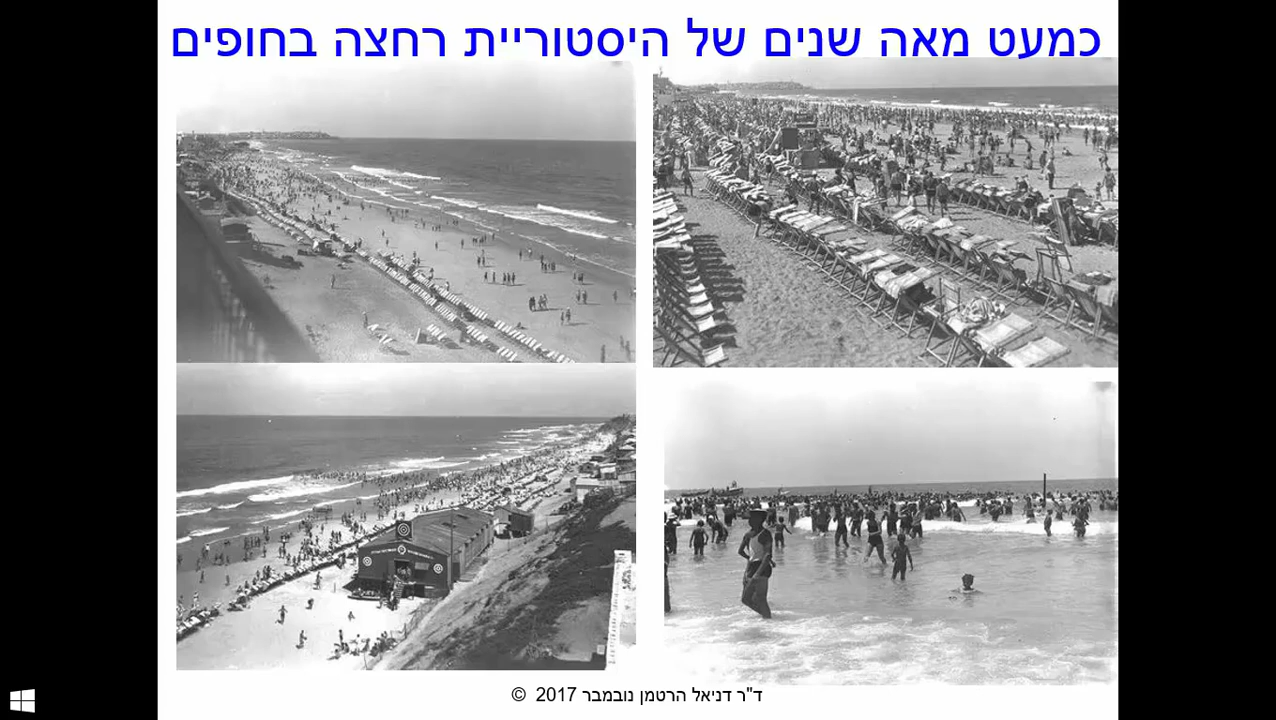 כמעט מאה שנים של היסטוריית רחצה בחופים
ד"ר דניאל הרטמן נובמבר 2017 ©